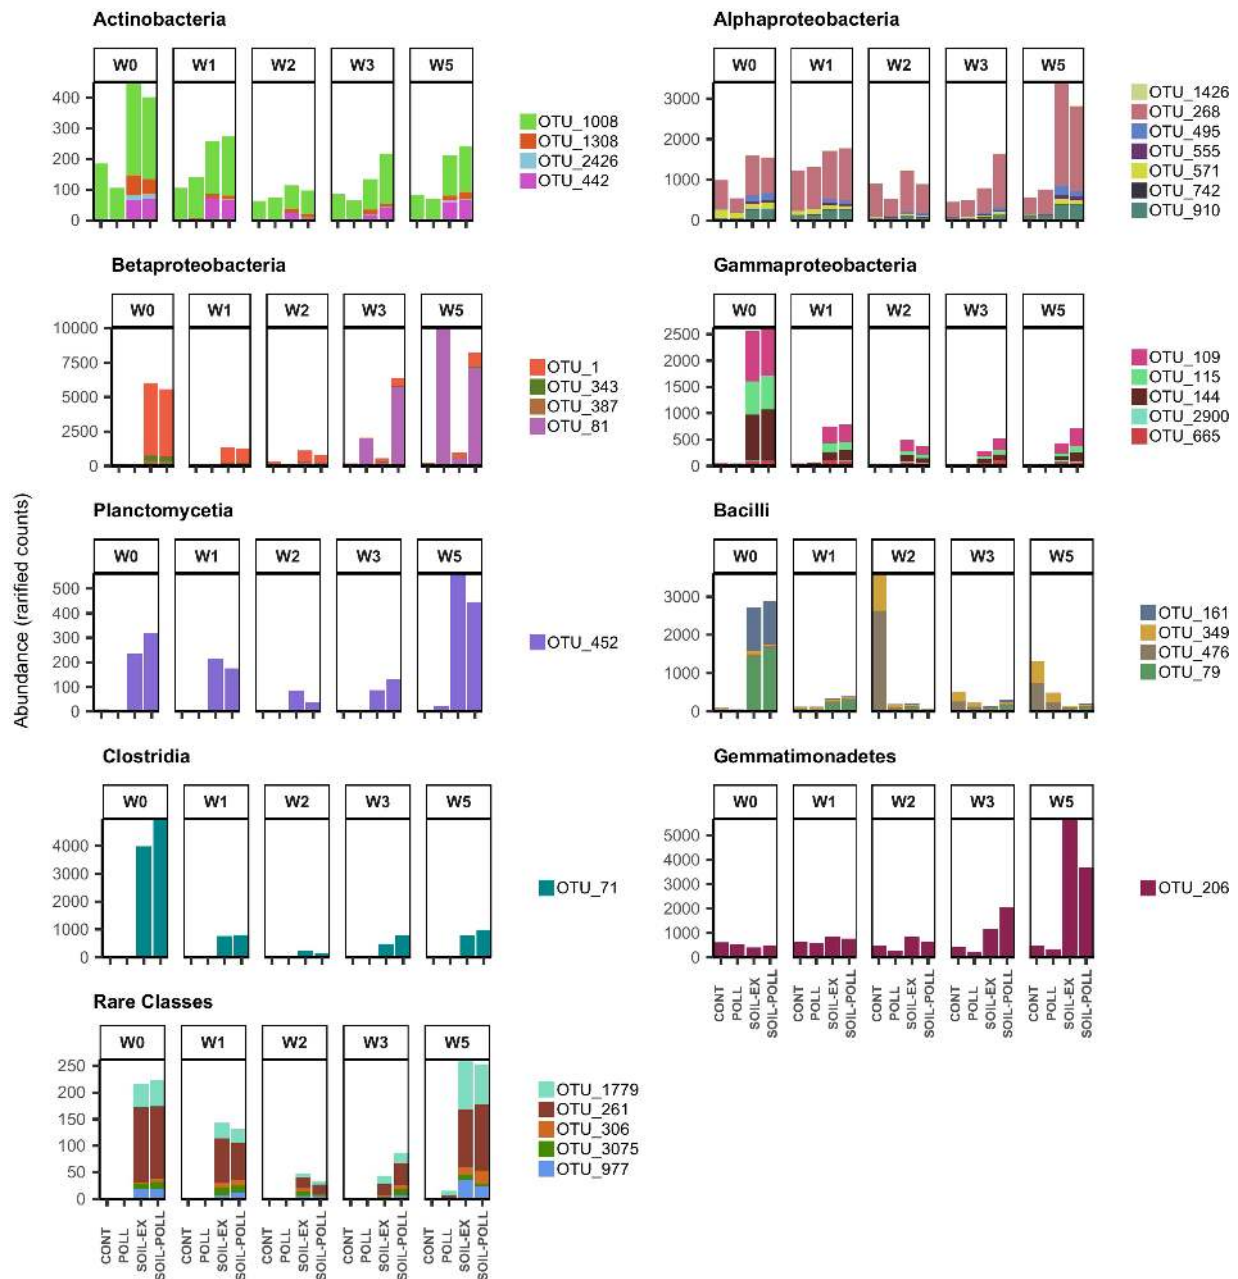 Abundance (rarified counts)
Actinobacteria
W0 W1 W2 W3 W5
400
300
200
100
0
OTU_1008
OTU_1308
OTU_2426
OTU_442
Alphaproteobacteria
W0 W1 W2 W3 W5
3000
2000
1000
0
OTU_1426
OTU_268
OTU_495
OTU_555
OTU_571
OTU_742
OTU_910
Betaproteobacteria
W0 W1 W2 W3 W5
10000
7500
5000
2500
0
OTU_1
OTU_343
OTU_387
OTU_81
Gammaproteobacteria
W0 W1 W2 W3 W5
2500
2000
1500
1000
500
0
OTU_109
OTU_115
OTU_144
OTU_2900
OTU_665
Planctomycetia
W0 W1 W2 W3 W5
500
400
300
200
100
0
OTU_452
Bacilli
W0 W1 W2 W3 W5
3000
2000
1000
0
OTU_161
OTU_349
OTU_476
OTU_79
Clostridia
W0 W1 W2 W3 W5
4000
3000
2000
1000
0
OTU_71
Gemmatimonadetes
W0 W1 W2 W3 W5
5000
4000
3000
2000
1000
0
OTU_206
CONT POLL SOIL-EX SOIL-POLL CONT POLL SOIL-EX SOIL-POLL CONT POLL SOIL-EX SOIL-POLL CONT POLL SOIL-EX SOIL-POLL CONT POLL SOIL-EX SOIL-POLL
Rare Classes
W0 W1 W2 W3 W5
250
200
150
100
50
0
OTU_1779
OTU_261
OTU_306
OTU_3075
OTU_977
CONT POLL SOIL-EX SOIL-POLL CONT POLL SOIL-EX SOIL-POLL CONT POLL SOIL-EX SOIL-POLL CONT POLL SOIL-EX SOIL-POLL CONT POLL SOIL-EX SOIL-POLL